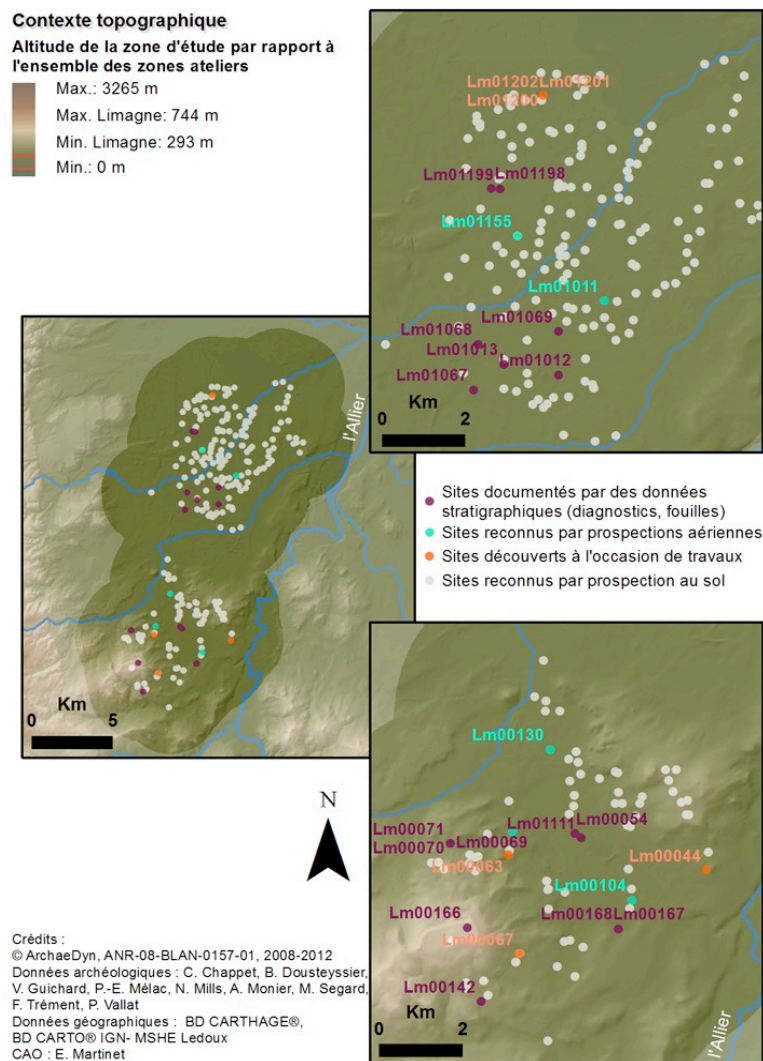 Contexte topographique
Altitude de la zone d'étude par rapport à
l'ensemble des zones ateliers
Max.: 3265 m
Max. Limagne: 744 m
Min. Limagne: 293 m
Min.: 0 m
Lm01202Lm01201
Lm01200
Lm01199 Lm01198
Lm01155
Lm01011
Lm01069
Lm01068
Lm01013
Lm01012
Lm01067
Km
0 2
l'Allier
Km
0 5
Sites documentés par des données
stratigraphiques (diagnostics, fouilles)
Sites reconnus par prospections aériennes
Sites découverts à l'occasion de travaux
Sites reconnus par prospection au sol
N
Lm00130
Lm00054
Lm01111
Lm00071
Lm00069
Lm00070
Lm00063
Lm00044
Lm00104
Lm00166
Lm00168Lm00167
Lm00067
Lm00142
Km
0 2
l'Allier
Crédits :
© ArchaeDyn, ANR-08-BLAN-0157-01, 2008-2012
Données archéologiques : C. Chappet, B. Dousteyssier,
V. Guichard, P.-E. Mélac, N. Mills, A. Monier, M. Segard,
F. Trément, P. Vallat
Données géographiques : BD CARTHAGE®,
BD CARTO® IGN- MSHE Ledoux
CAO : E. Martinet